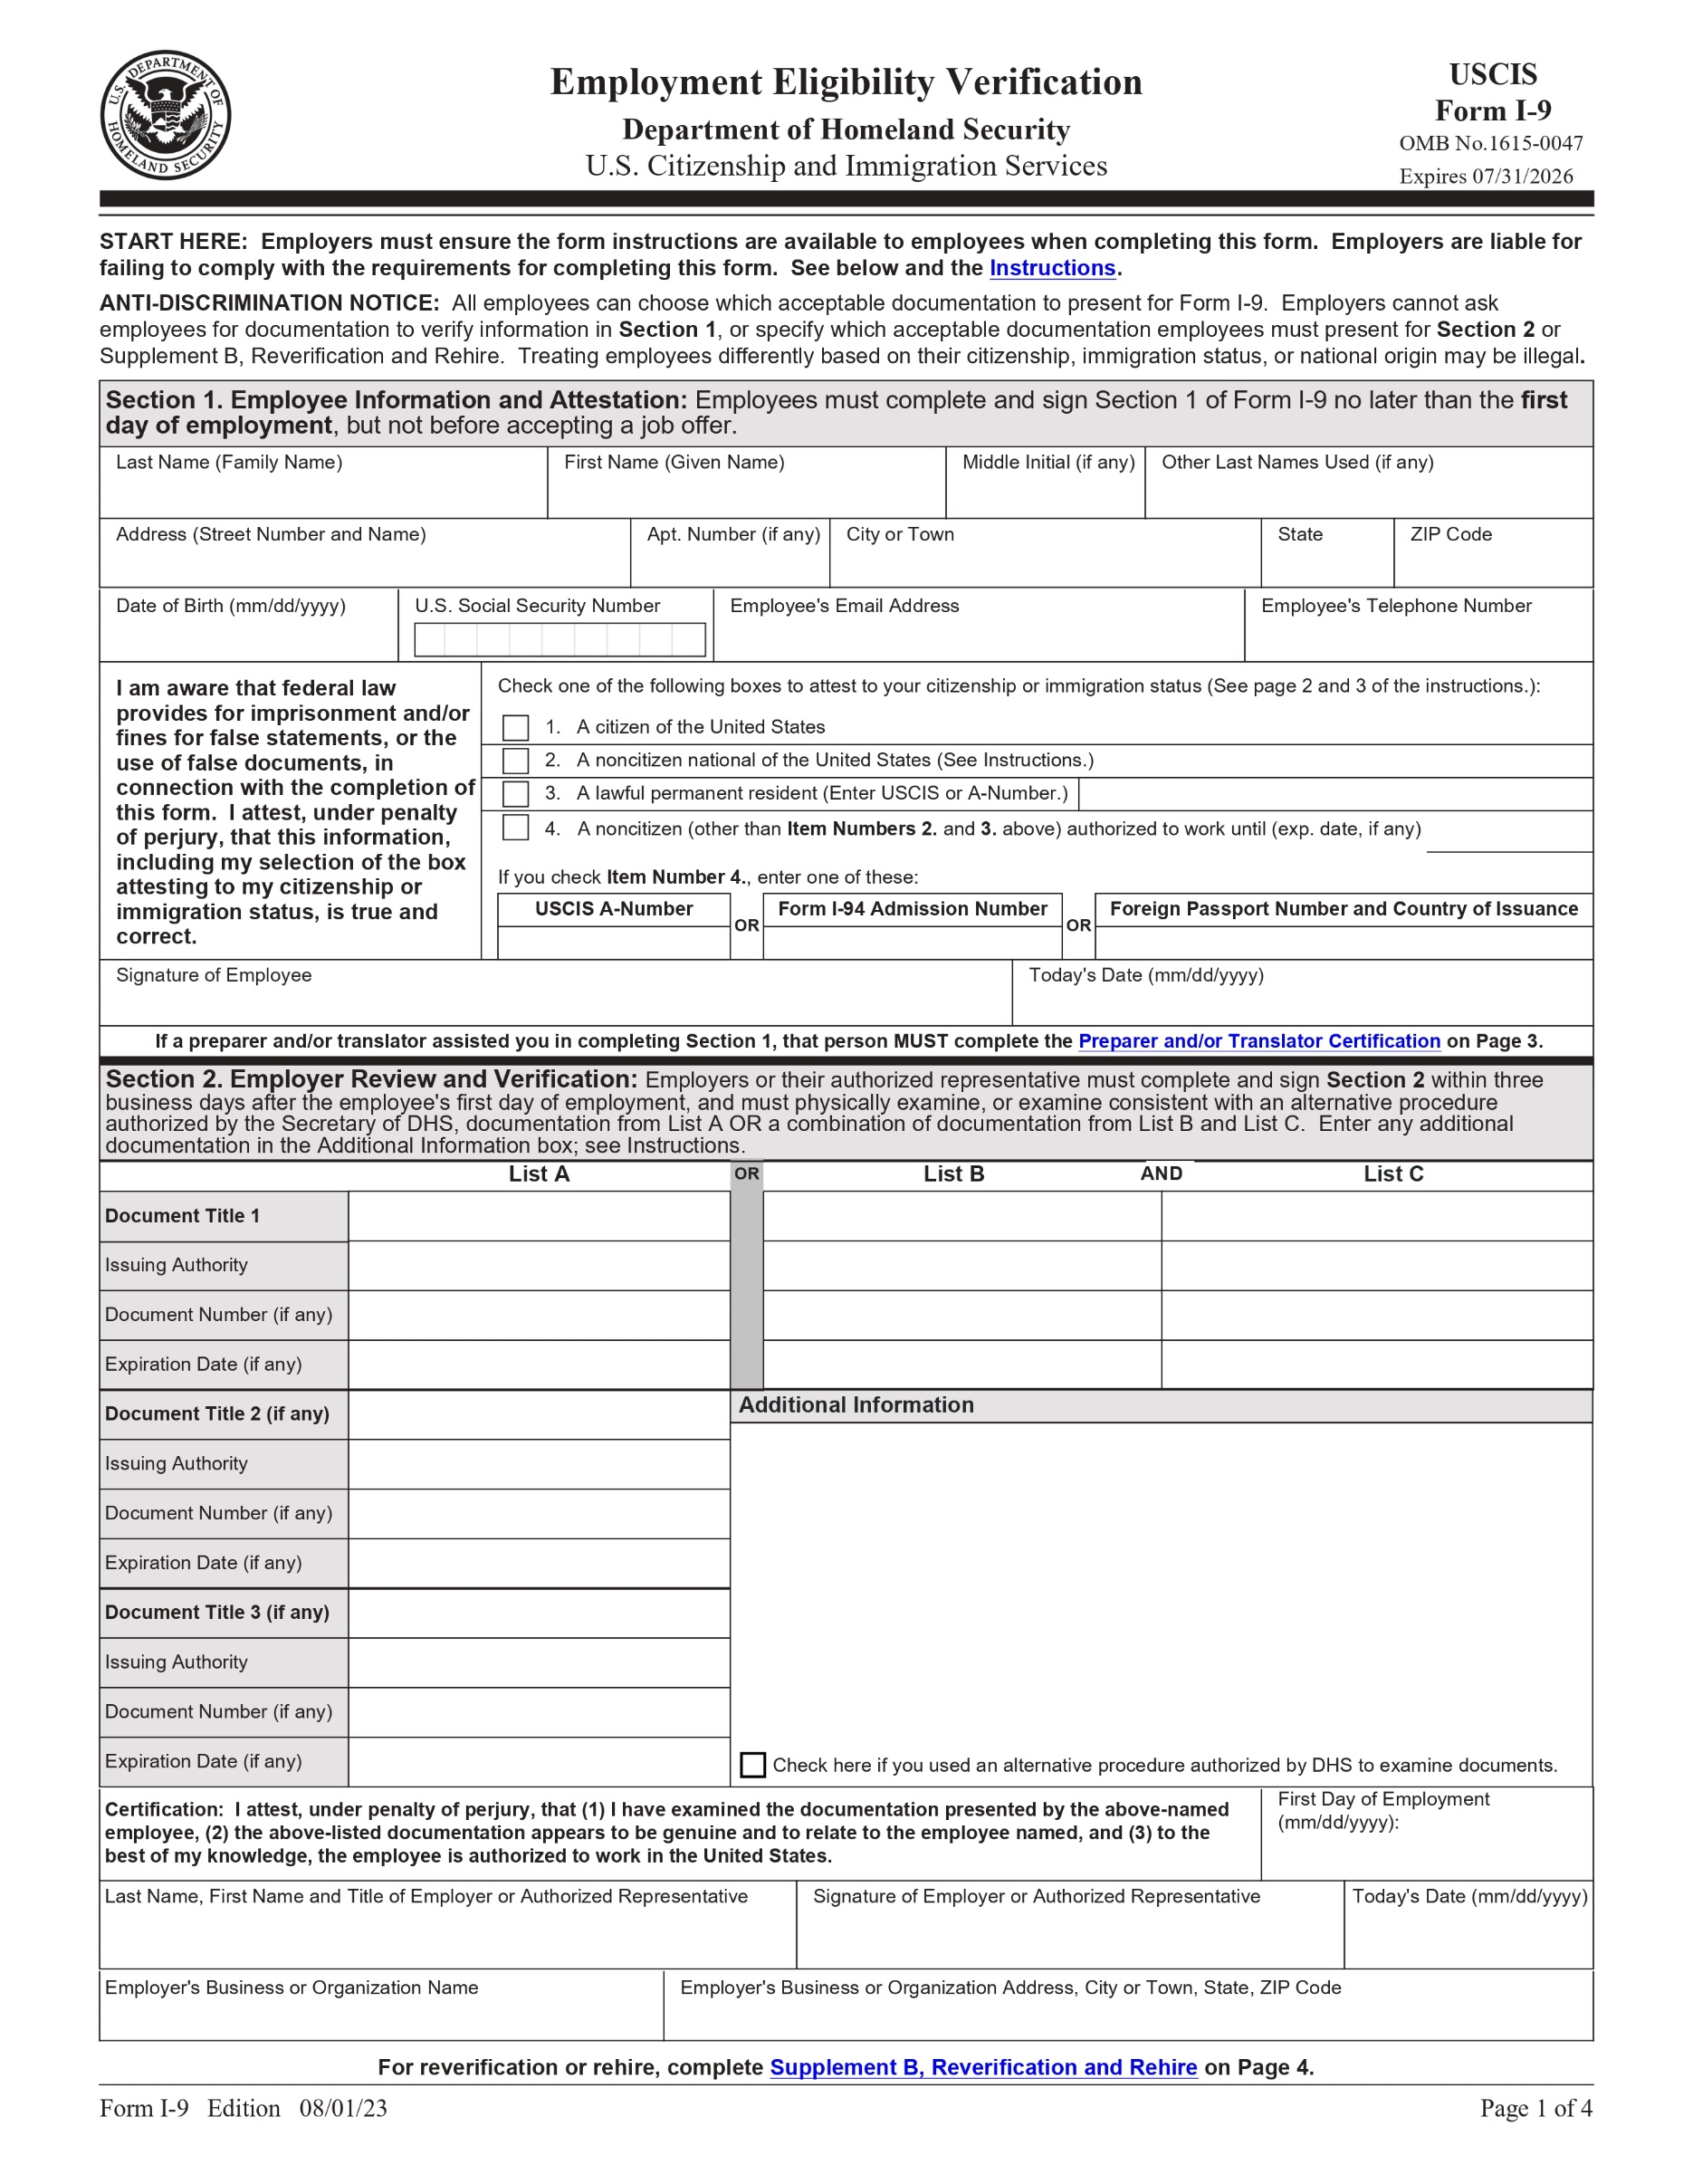 U.S. DEPARTMENT OF HOMELAND SECURITY
Employment Eligibility Verification
Department of Homeland Security
U.S. Citizenship and Immigration Services
USCIS
Form I-9
OMB No.1615-0047
Expires 07/31/2026
START HERE: Employers must ensure the form instructions are available to employees when completing this form. Employers are liable for
failing to comply with the requirements for completing this form. See below and the Instructions.
ANTI-DISCRIMINATION NOTICE: All employees can choose which acceptable documentation to present for Form I-9. Employers cannot ask
employees for documentation to verify information in Section 1, or specify which acceptable documentation employees must present for Section 2 or
Supplement B, Reverification and Rehire. Treating employees differently based on their citizenship, immigration status, or national origin may be illegal.
Section 1. Employee Information and Attestation: Employees must complete and sign Section 1 of Form I-9 no later than the first
day of employment, but not before accepting a job offer.
Last Name (Family Name)
First Name (Given Name)
Middle Initial (if any)
Other Last Names Used (if any)
Address (Street Number and Name)
Apt. Number (if any)
City or Town
State
ZIP Code
Date of Birth (mm/dd/yyyy)
U.S. Social Security Number
Employee's Email Address
Employee's Telephone Number
I am aware that federal law
provides for imprisonment and/or
fines for false statements, or the
use of false documents, in
connection with the completion of
this form. I attest, under penalty
of perjury, that this information,
including my selection of the box
attesting to my citizenship or
immigration status, is true and
correct.
Check one of the following boxes to attest to your citizenship or immigration status (See page 2 and 3 of the instructions.):
1. A citizen of the United States
2. A noncitizen national of the United States (See Instructions.)
3. A lawful permanent resident (Enter USCIS or A-Number.)
4. A noncitizen (other than Item Numbers 2. and 3. above) authorized to work until (exp. date, if any)
If you check Item Number 4., enter one of these:
USCIS A-Number
OR
Form I-94 Admission Number
OR
Foreign Passport Number and Country of Issuance
Signature of Employee
Today's Date (mm/dd/yyyy)
If a preparer and/or translator assisted you in completing Section 1, that person MUST complete the Preparer and/or Translator Certification on Page 3.
Section 2. Employer Review and Verification: Employers or their authorized representative must complete and sign Section 2 within three
business days after the employee's first day of employment, and must physically examine, or examine consistent with an alternative procedure
authorized by the Secretary of DHS, documentation from List A OR a combination of documentation from List B and List C. Enter any additional
documentation in the Additional Information box; see Instructions.
List A
OR
List B
AND
List C
Document Title 1
Issuing Authority
Document Number (if any)
Expiration Date (if any)
Document Title 2 (if any)
Additional Information
Issuing Authority
Document Number (if any)
Expiration Date (if any)
Document Title 3 (if any)
Issuing Authority
Document Number (if any)
Expiration Date (if any)
Check here if you used an alternative procedure authorized by DHS to examine documents.
Certification: I attest, under penalty of perjury, that (1) I have examined the documentation presented by the above-named
employee, (2) the above-listed documentation appears to be genuine and to relate to the employee named, and (3) to the
best of my knowledge, the employee is authorized to work in the United States.
First Day of Employment
(mm/dd/yyyy):
Last Name, First Name and Title of Employer or Authorized Representative
Signature of Employer or Authorized Representative
Today's Date (mm/dd/yyyy)
Employer's Business or Organization Name
Employer's Business or Organization Address, City or Town, State, ZIP Code
For reverification or rehire, complete Supplement B, Reverification and Rehire on Page 4.
Form I-9 Edition 08/01/23
Page 1 of 4